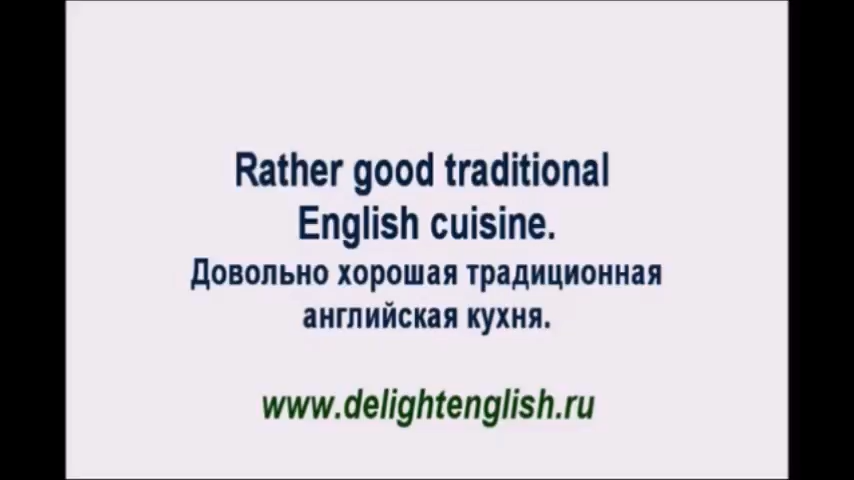 Rather good traditional
English cuisine.
Довольно хорошая традиционная
английская кухня.
www.delightenglish.ru